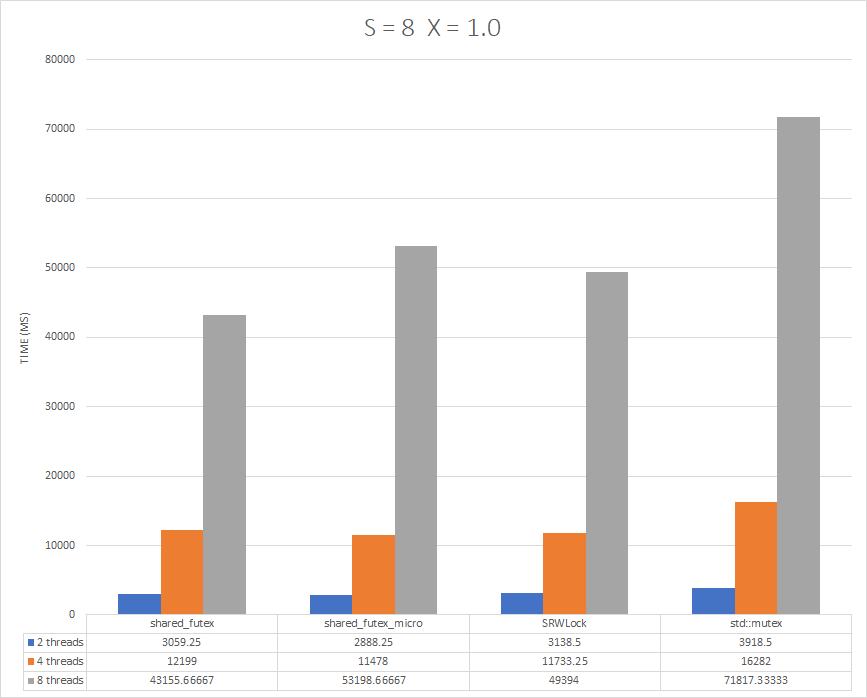 S = 8 X = 1.0
80000
70000
60000
50000
40000
30000
20000
10000
0
TIME (MS)
shared_futex shared_futex_micro SRWLock std::mutex
2 threads 3059.25 2888.25 3138.5 3918.5
4 threads 12199 11478 11733.25 16282
8 threads 43155.66667 53198.66667 49394 71817.33333